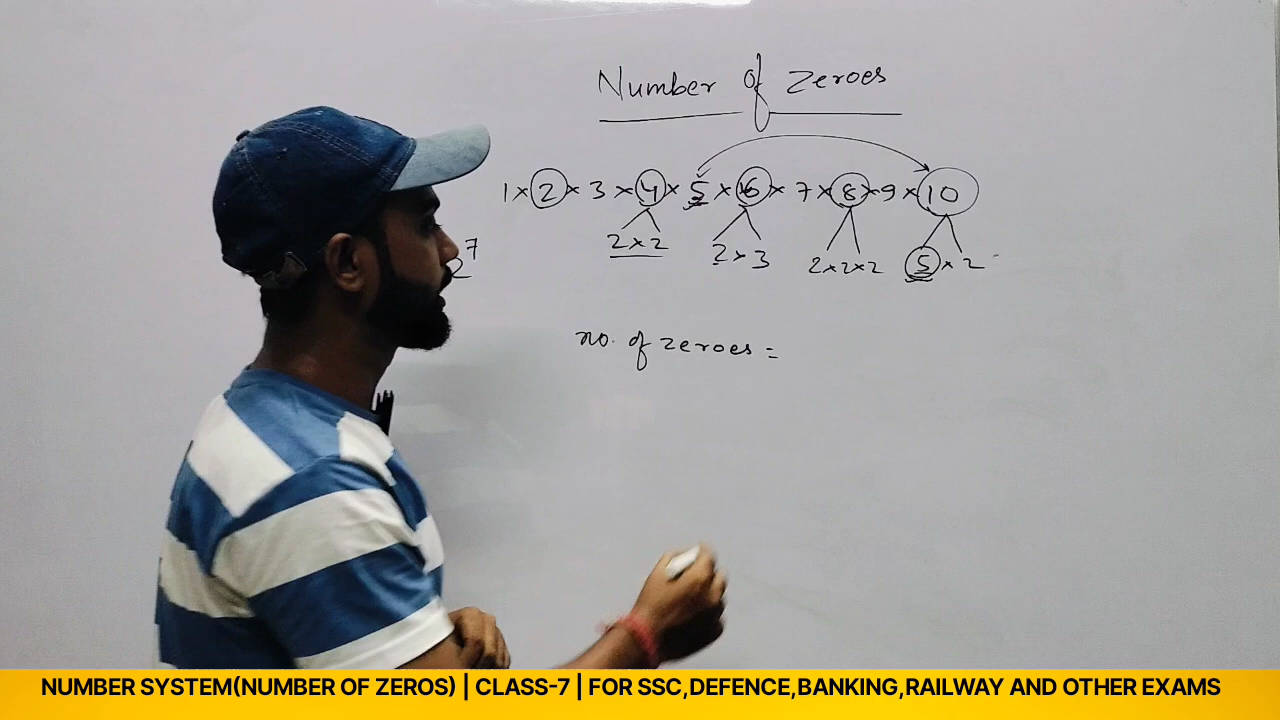 Number of Zeroes
1 × 2 × 3 × 4 × 5 × 6 × 7 × 8 × 9 × 10
2 × 2 2 × 3 2 × 2 × 2 5 × 2
2^7
no. of zeroes =
NUMBER SYSTEM(NUMBER OF ZEROS) | CLASS-7 | FOR SSC,DEFENCE,BANKING,RAILWAY AND OTHER EXAMS